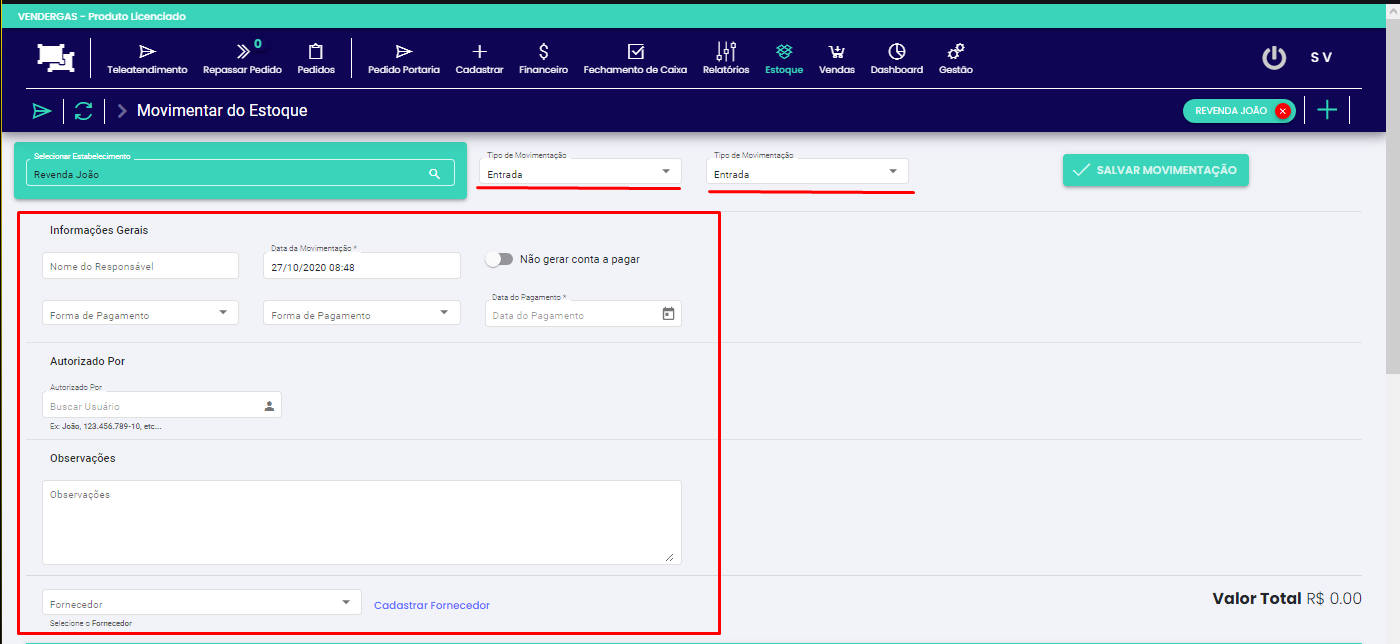 VENDERGAS - Produto Licenciado
0
Teleatendimento Repassar Pedido Pedidos Pedido Portaria Cadastrar Financeiro Fechamento de Caixa Relatórios Estoque Vendas Dashboard Gestão
S V
Movimentar do Estoque
REVENDA JOÃO
Selecionar Estabelecimento
Revenda João
Tipo de Movimentação
Entrada
Tipo de Movimentação
Entrada
SALVAR MOVIMENTAÇÃO
Informações Gerais
Nome do Responsável
Data da Movimentação *
27/10/2020 08:48
Não gerar conta a pagar
Forma de Pagamento
Forma de Pagamento
Data do Pagamento *
Data do Pagamento
Autorizado Por
Autorizado Por
Buscar Usuário
Ex: João, 123.456.789-10, etc...
Observações
Observações
Fornecedor
Selecione o Fornecedor
Cadastrar Fornecedor
Valor Total R$ 0.00